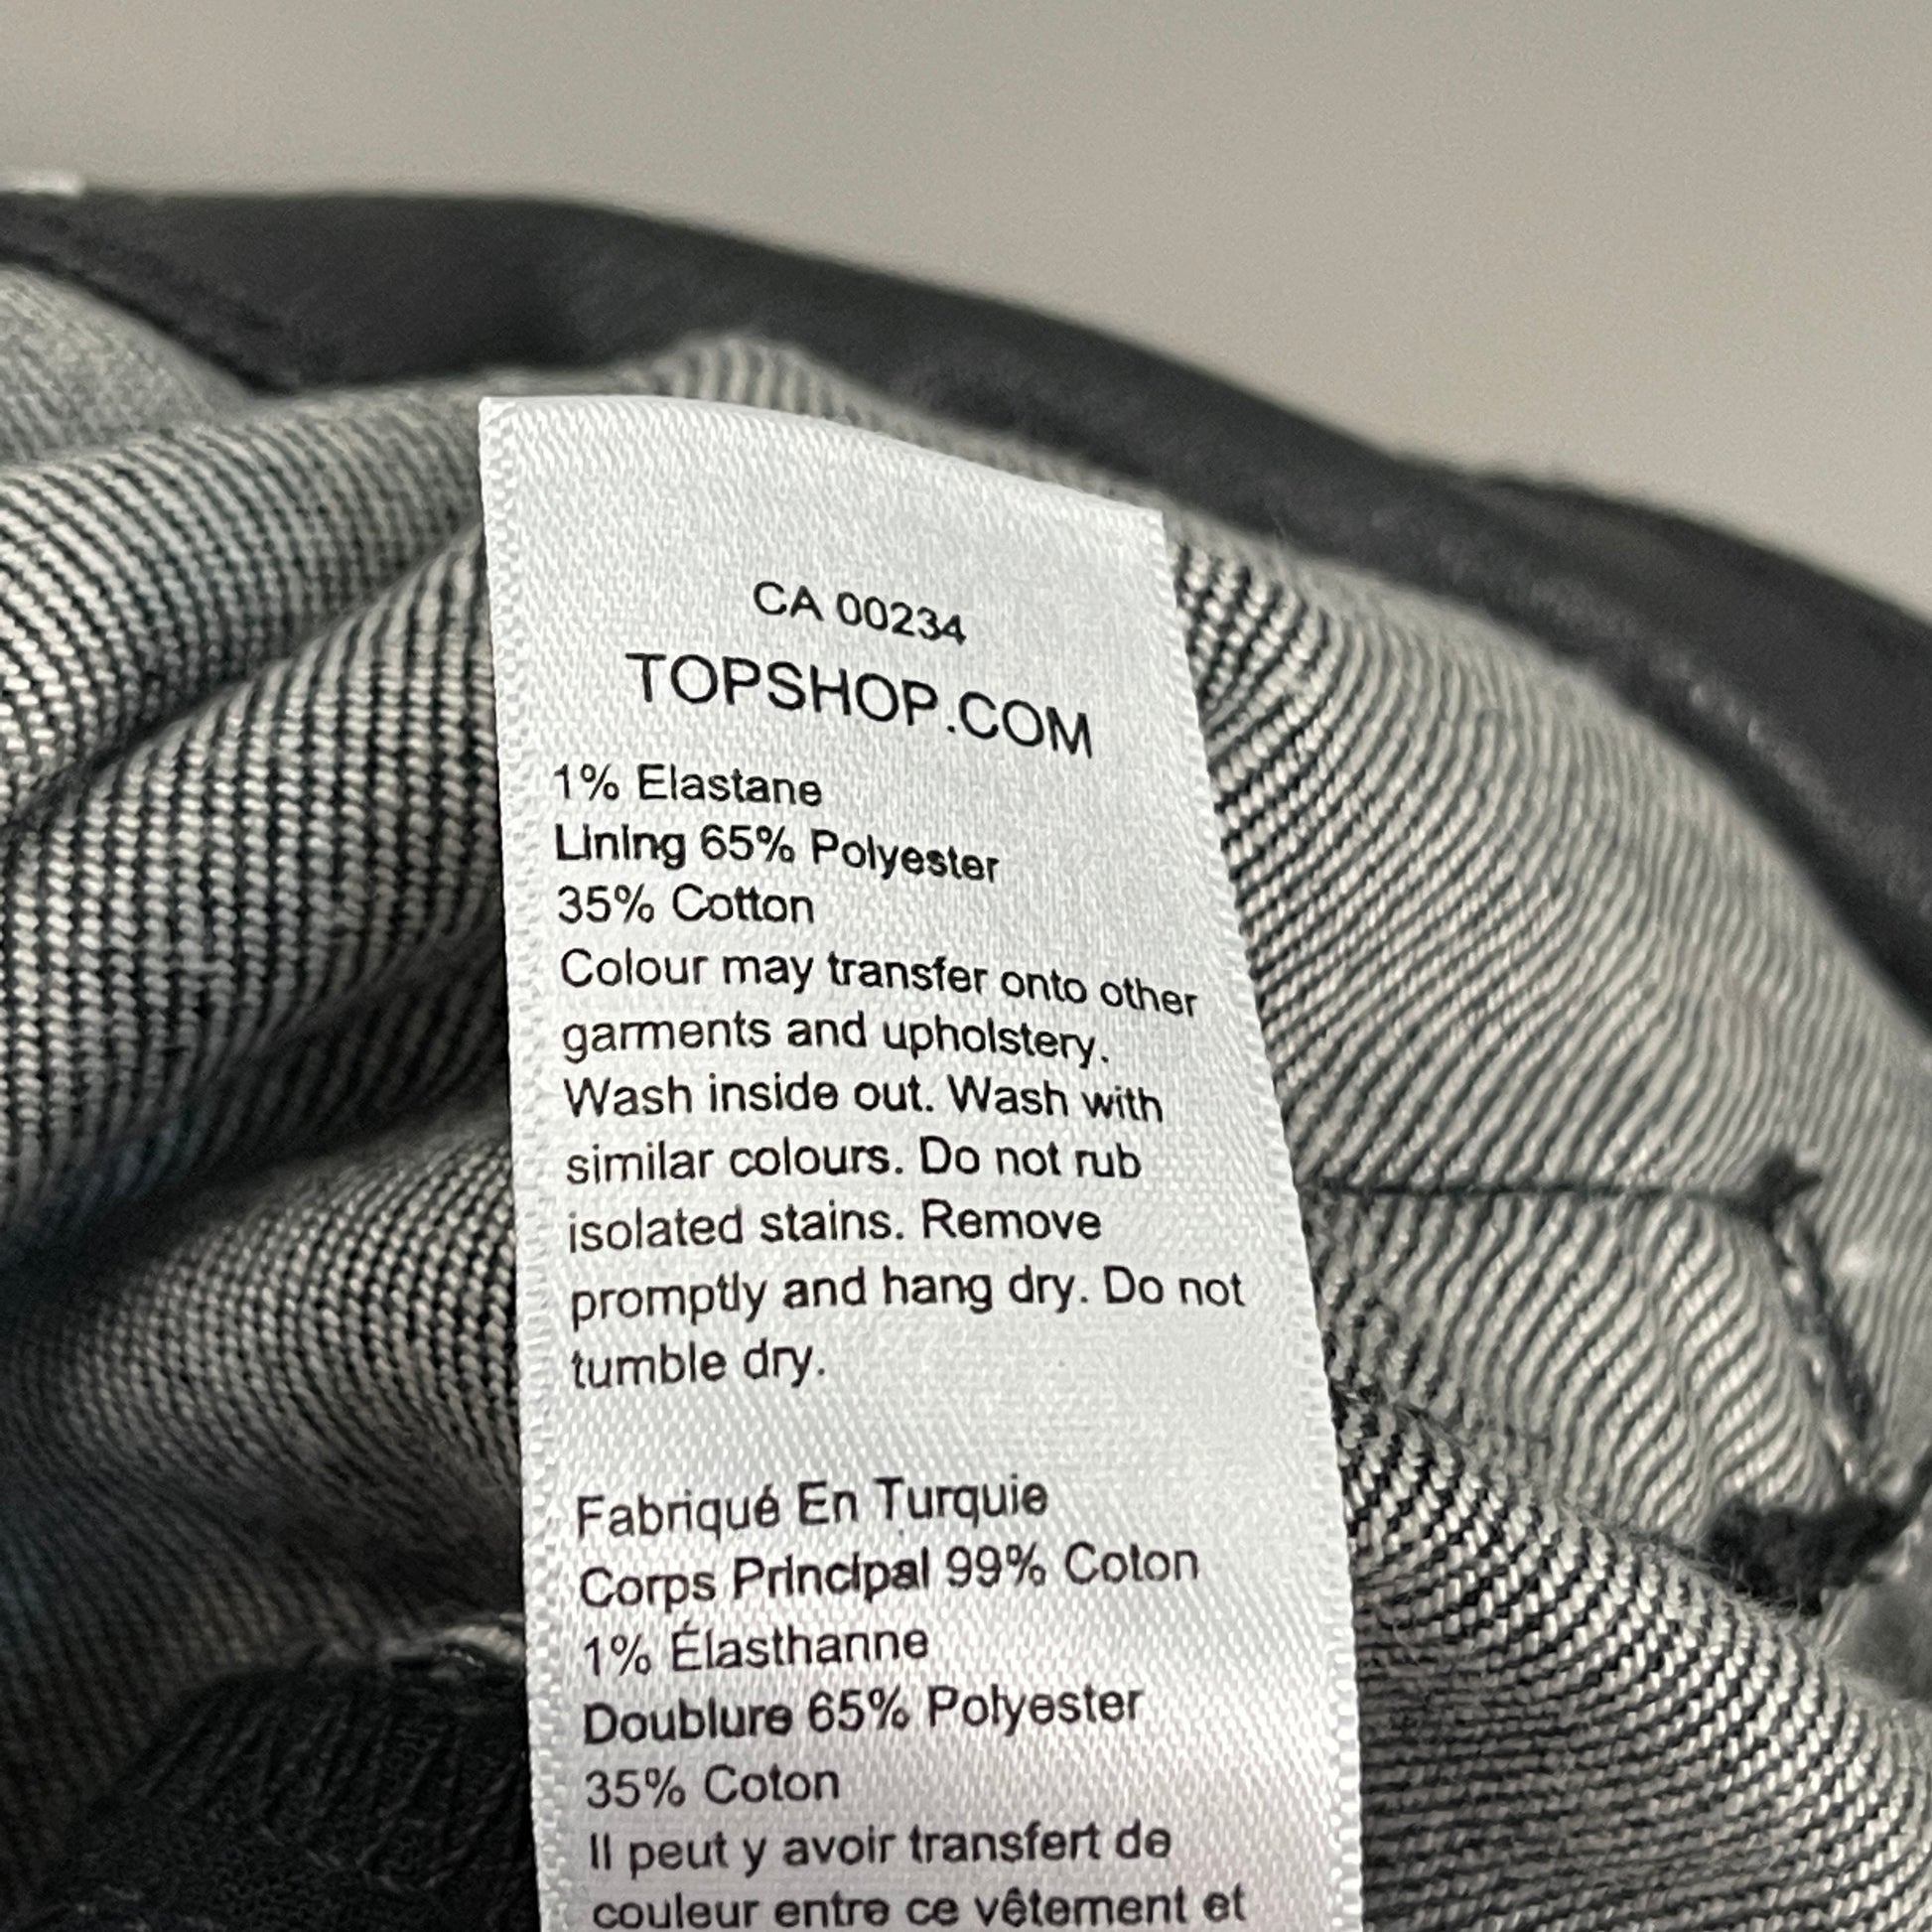 CA 00234
TOPSHOP.COM
1% Elastane
Lining 65% Polyester
35% Cotton
Colour may transfer onto other
garments and upholstery.
Wash inside out. Wash with
similar colours. Do not rub
isolated stains. Remove
promptly and hang dry. Do not
tumble dry.
Fabriqué En Turquie
Corps Principal 99% Coton
1% Élasthanne
Doublure 65% Polyester
35% Coton
Il peut y avoir transfert de
couleur entre ce vêtement et